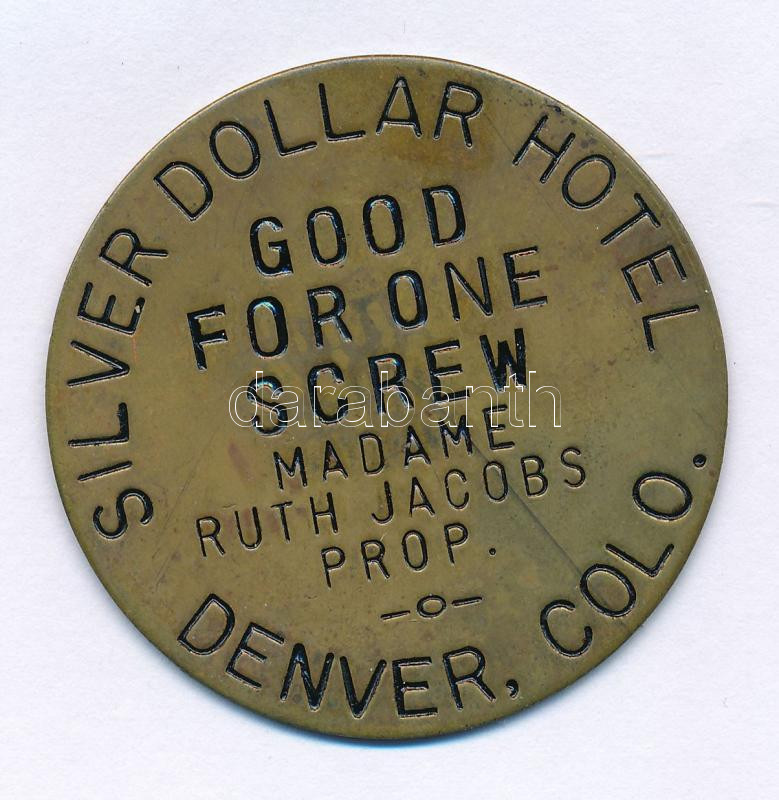 SILVER DOLLAR HOTEL
GOOD
FOR ONE
SCREW
MADAME
RUTH JACOBS
PROP.
—o—
DENVER, COLO.
darabanth